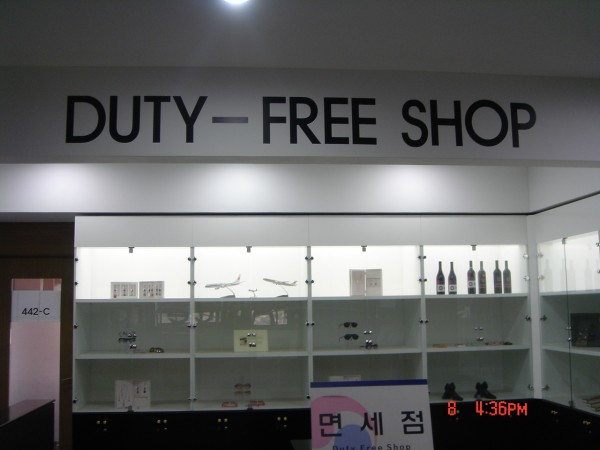 DUTY-FREE SHOP
442-C
면세점
Duty Free Shop
8 4:36PM